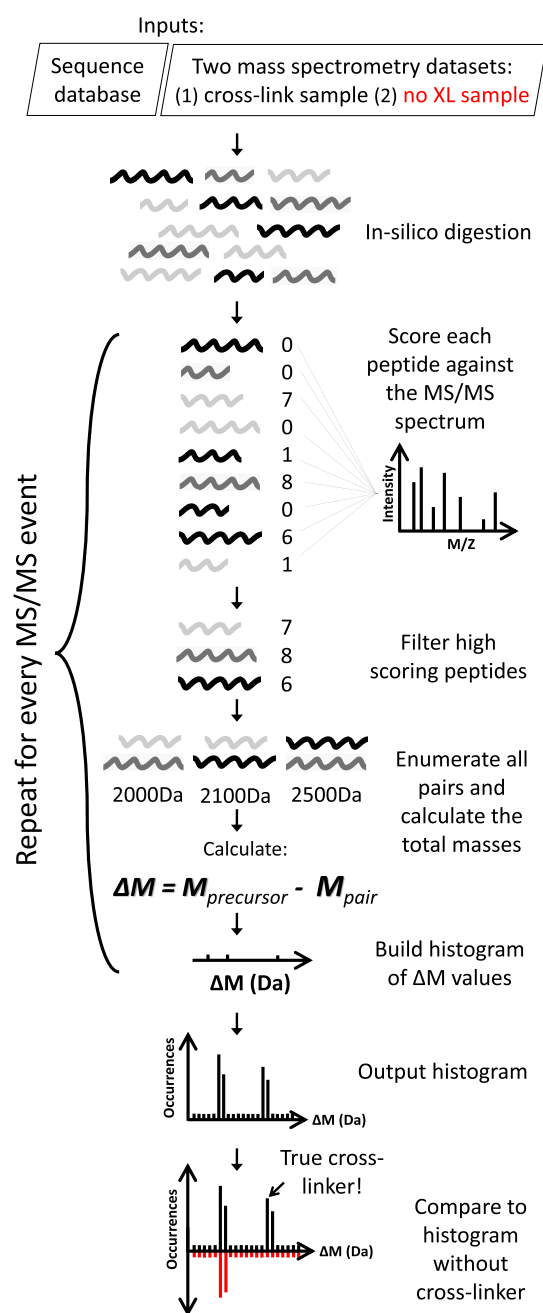 Inputs:
Sequence
database
Two mass spectrometry datasets:
(1) cross-link sample (2) no XL sample
In-silico digestion
Repeat for every MS/MS event
0
0
7
0
1
8
0
6
1
Score each
peptide against
the MS/MS
spectrum
Intensity
M/Z
7
8
6
Filter high
scoring peptides
2000Da 2100Da 2500Da
Enumerate all
pairs and
calculate the
total masses
Calculate:
ΔM = Mprecursor - Mpair
ΔM (Da)
Build histogram
of ΔM values
Occurrences
ΔM (Da)
Output histogram
True cross-
linker!
Occurrences
ΔM (Da)
Compare to
histogram
without
cross-linker